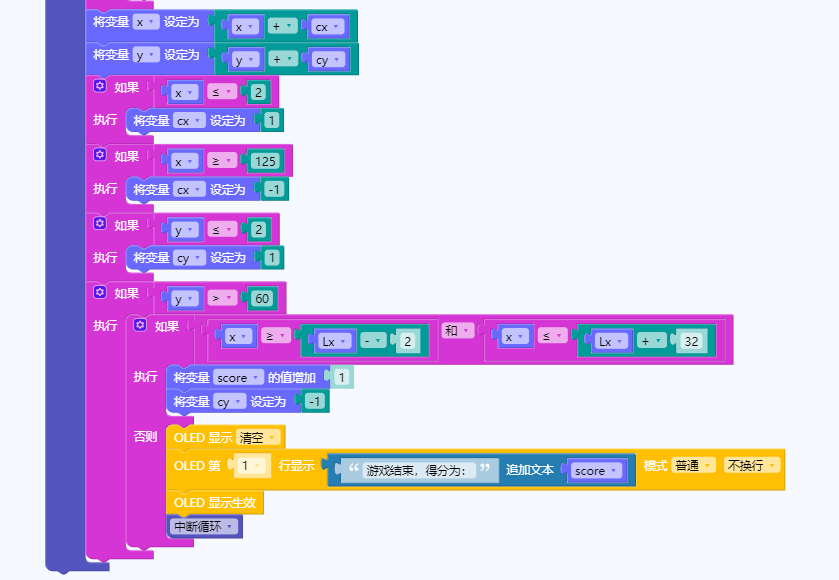 将变量 x 设定为 x + cx
将变量 y 设定为 y + cy
如果 x ≤ 2
执行 将变量 cx 设定为 1
如果 x ≥ 125
执行 将变量 cx 设定为 -1
如果 y ≤ 2
执行 将变量 cy 设定为 1
如果 y > 60
执行 如果 x ≥ Lx - 2 和 x ≤ Lx + 32
执行 将变量 score 的值增加 1
将变量 cy 设定为 -1
否则 OLED 显示 清空
OLED 第 1 行显示 “ 游戏结束，得分为： ” 追加文本 score 模式 普通 不换行
OLED 显示生效
中断循环